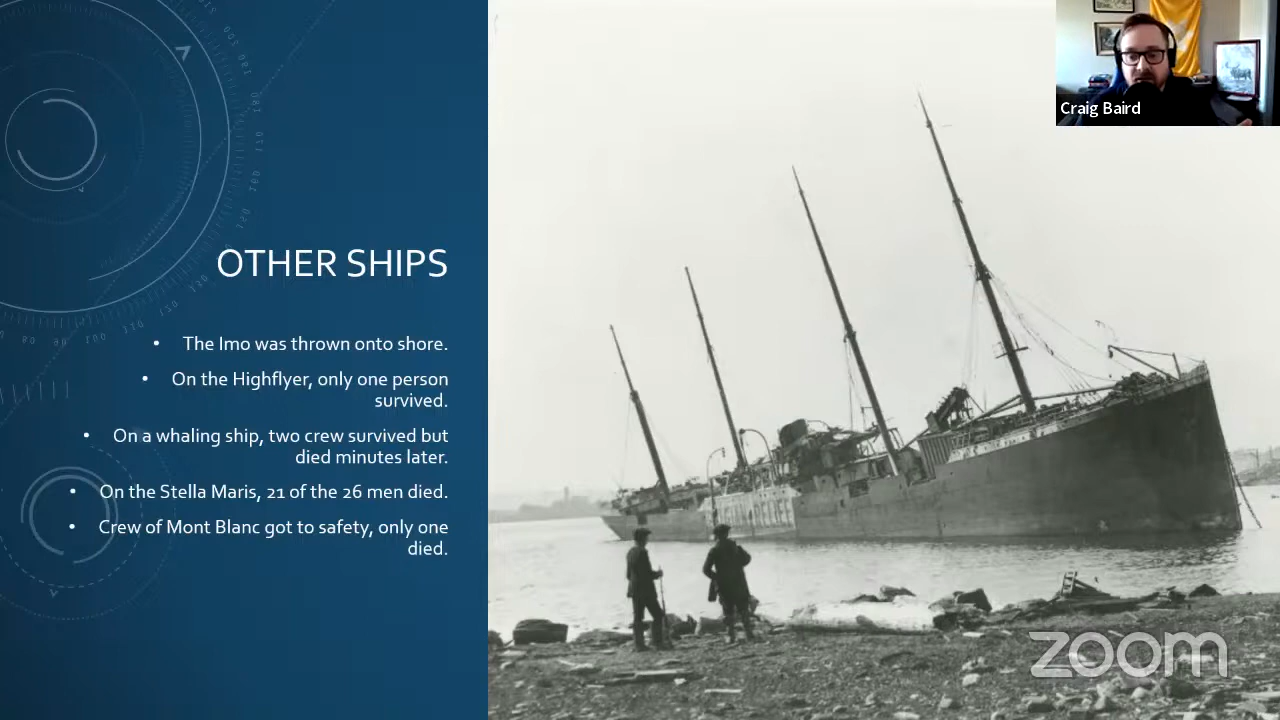 OTHER SHIPS
• The Imo was thrown onto shore.
• On the Highflyer, only one person
survived.
• On a whaling ship, two crew survived but
died minutes later.
• On the Stella Maris, 21 of the 26 men died.
• Crew of Mont Blanc got to safety, only one
died.
Craig Baird
zoom